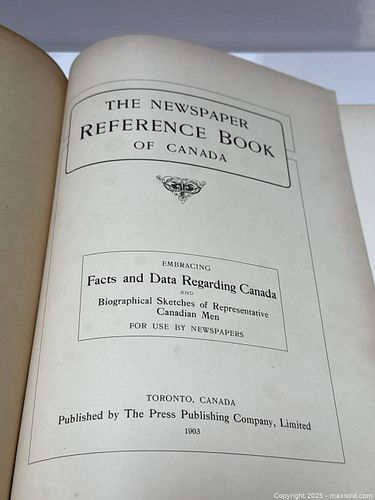 THE NEWSPAPER
REFERENCE BOOK
OF CANADA
EMBRACING
Facts and Data Regarding Canada
AND
Biographical Sketches of Representative
Canadian Men
FOR USE BY NEWSPAPERS
TORONTO, CANADA
Published by The Press Publishing Company, Limited
1903
Copyright 2025 - maxsold.com